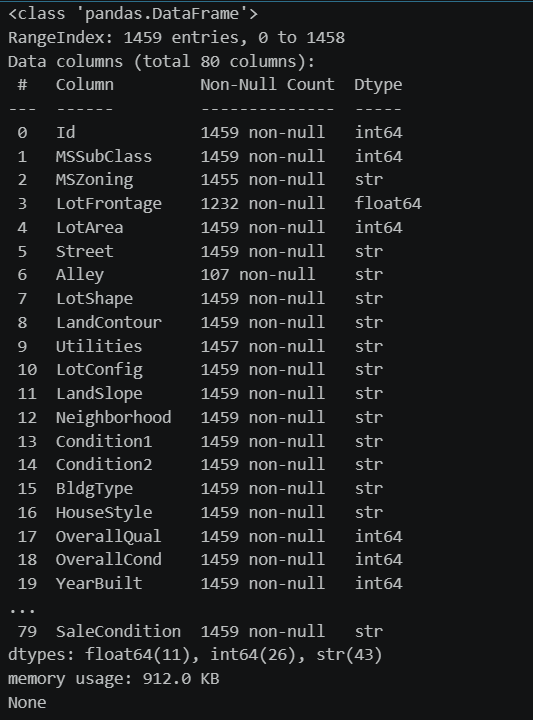 <class 'pandas.DataFrame'>
RangeIndex: 1459 entries, 0 to 1458
Data columns (total 80 columns):
 #   Column         Non-Null Count  Dtype
---  ------         --------------  -----
 0   Id             1459 non-null   int64
 1   MSSubClass     1459 non-null   int64
 2   MSZoning       1455 non-null   str
 3   LotFrontage    1232 non-null   float64
 4   LotArea        1459 non-null   int64
 5   Street         1459 non-null   str
 6   Alley          107 non-null    str
 7   LotShape       1459 non-null   str
 8   LandContour    1459 non-null   str
 9   Utilities      1457 non-null   str
 10  LotConfig      1459 non-null   str
 11  LandSlope      1459 non-null   str
 12  Neighborhood   1459 non-null   str
 13  Condition1     1459 non-null   str
 14  Condition2     1459 non-null   str
 15  BldgType       1459 non-null   str
 16  HouseStyle     1459 non-null   str
 17  OverallQual    1459 non-null   int64
 18  OverallCond    1459 non-null   int64
 19  YearBuilt      1459 non-null   int64
...
 79  SaleCondition  1459 non-null   str
dtypes: float64(11), int64(26), str(43)
memory usage: 912.0 KB
None